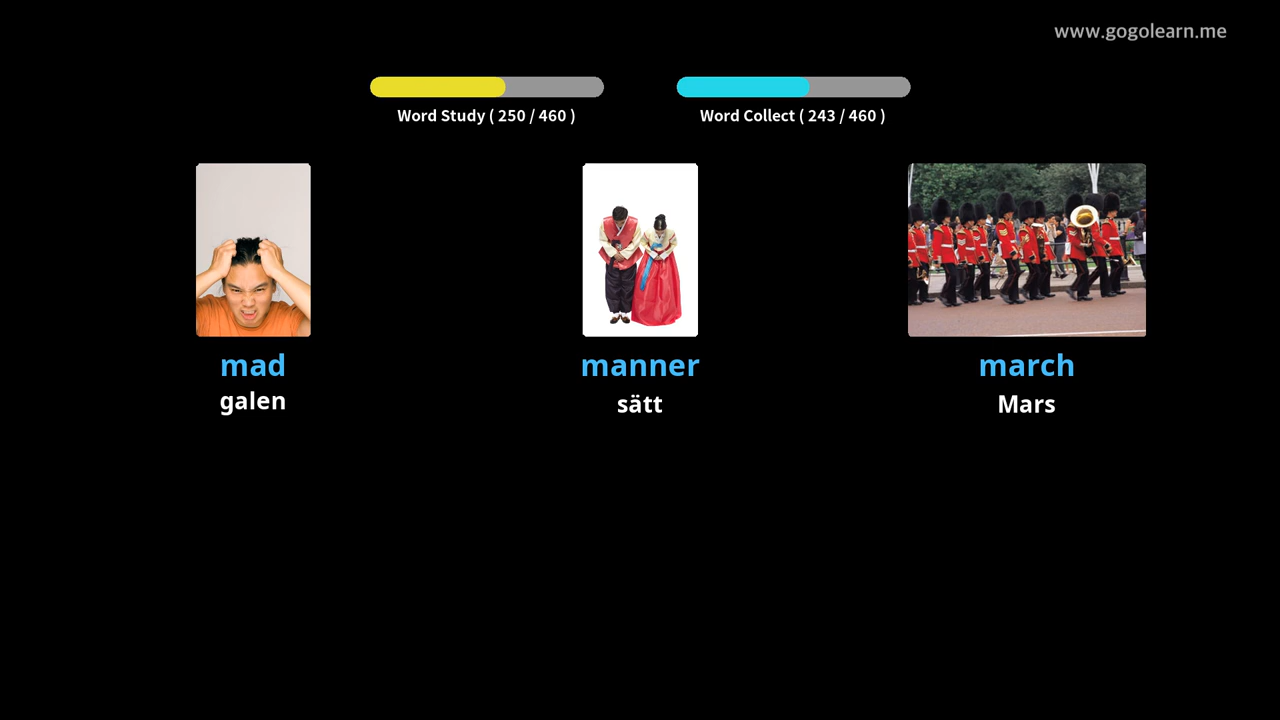 www.gogolearn.me
Word Study ( 250 / 460 )
Word Collect ( 243 / 460 )
mad
galen
manner
sätt
march
Mars